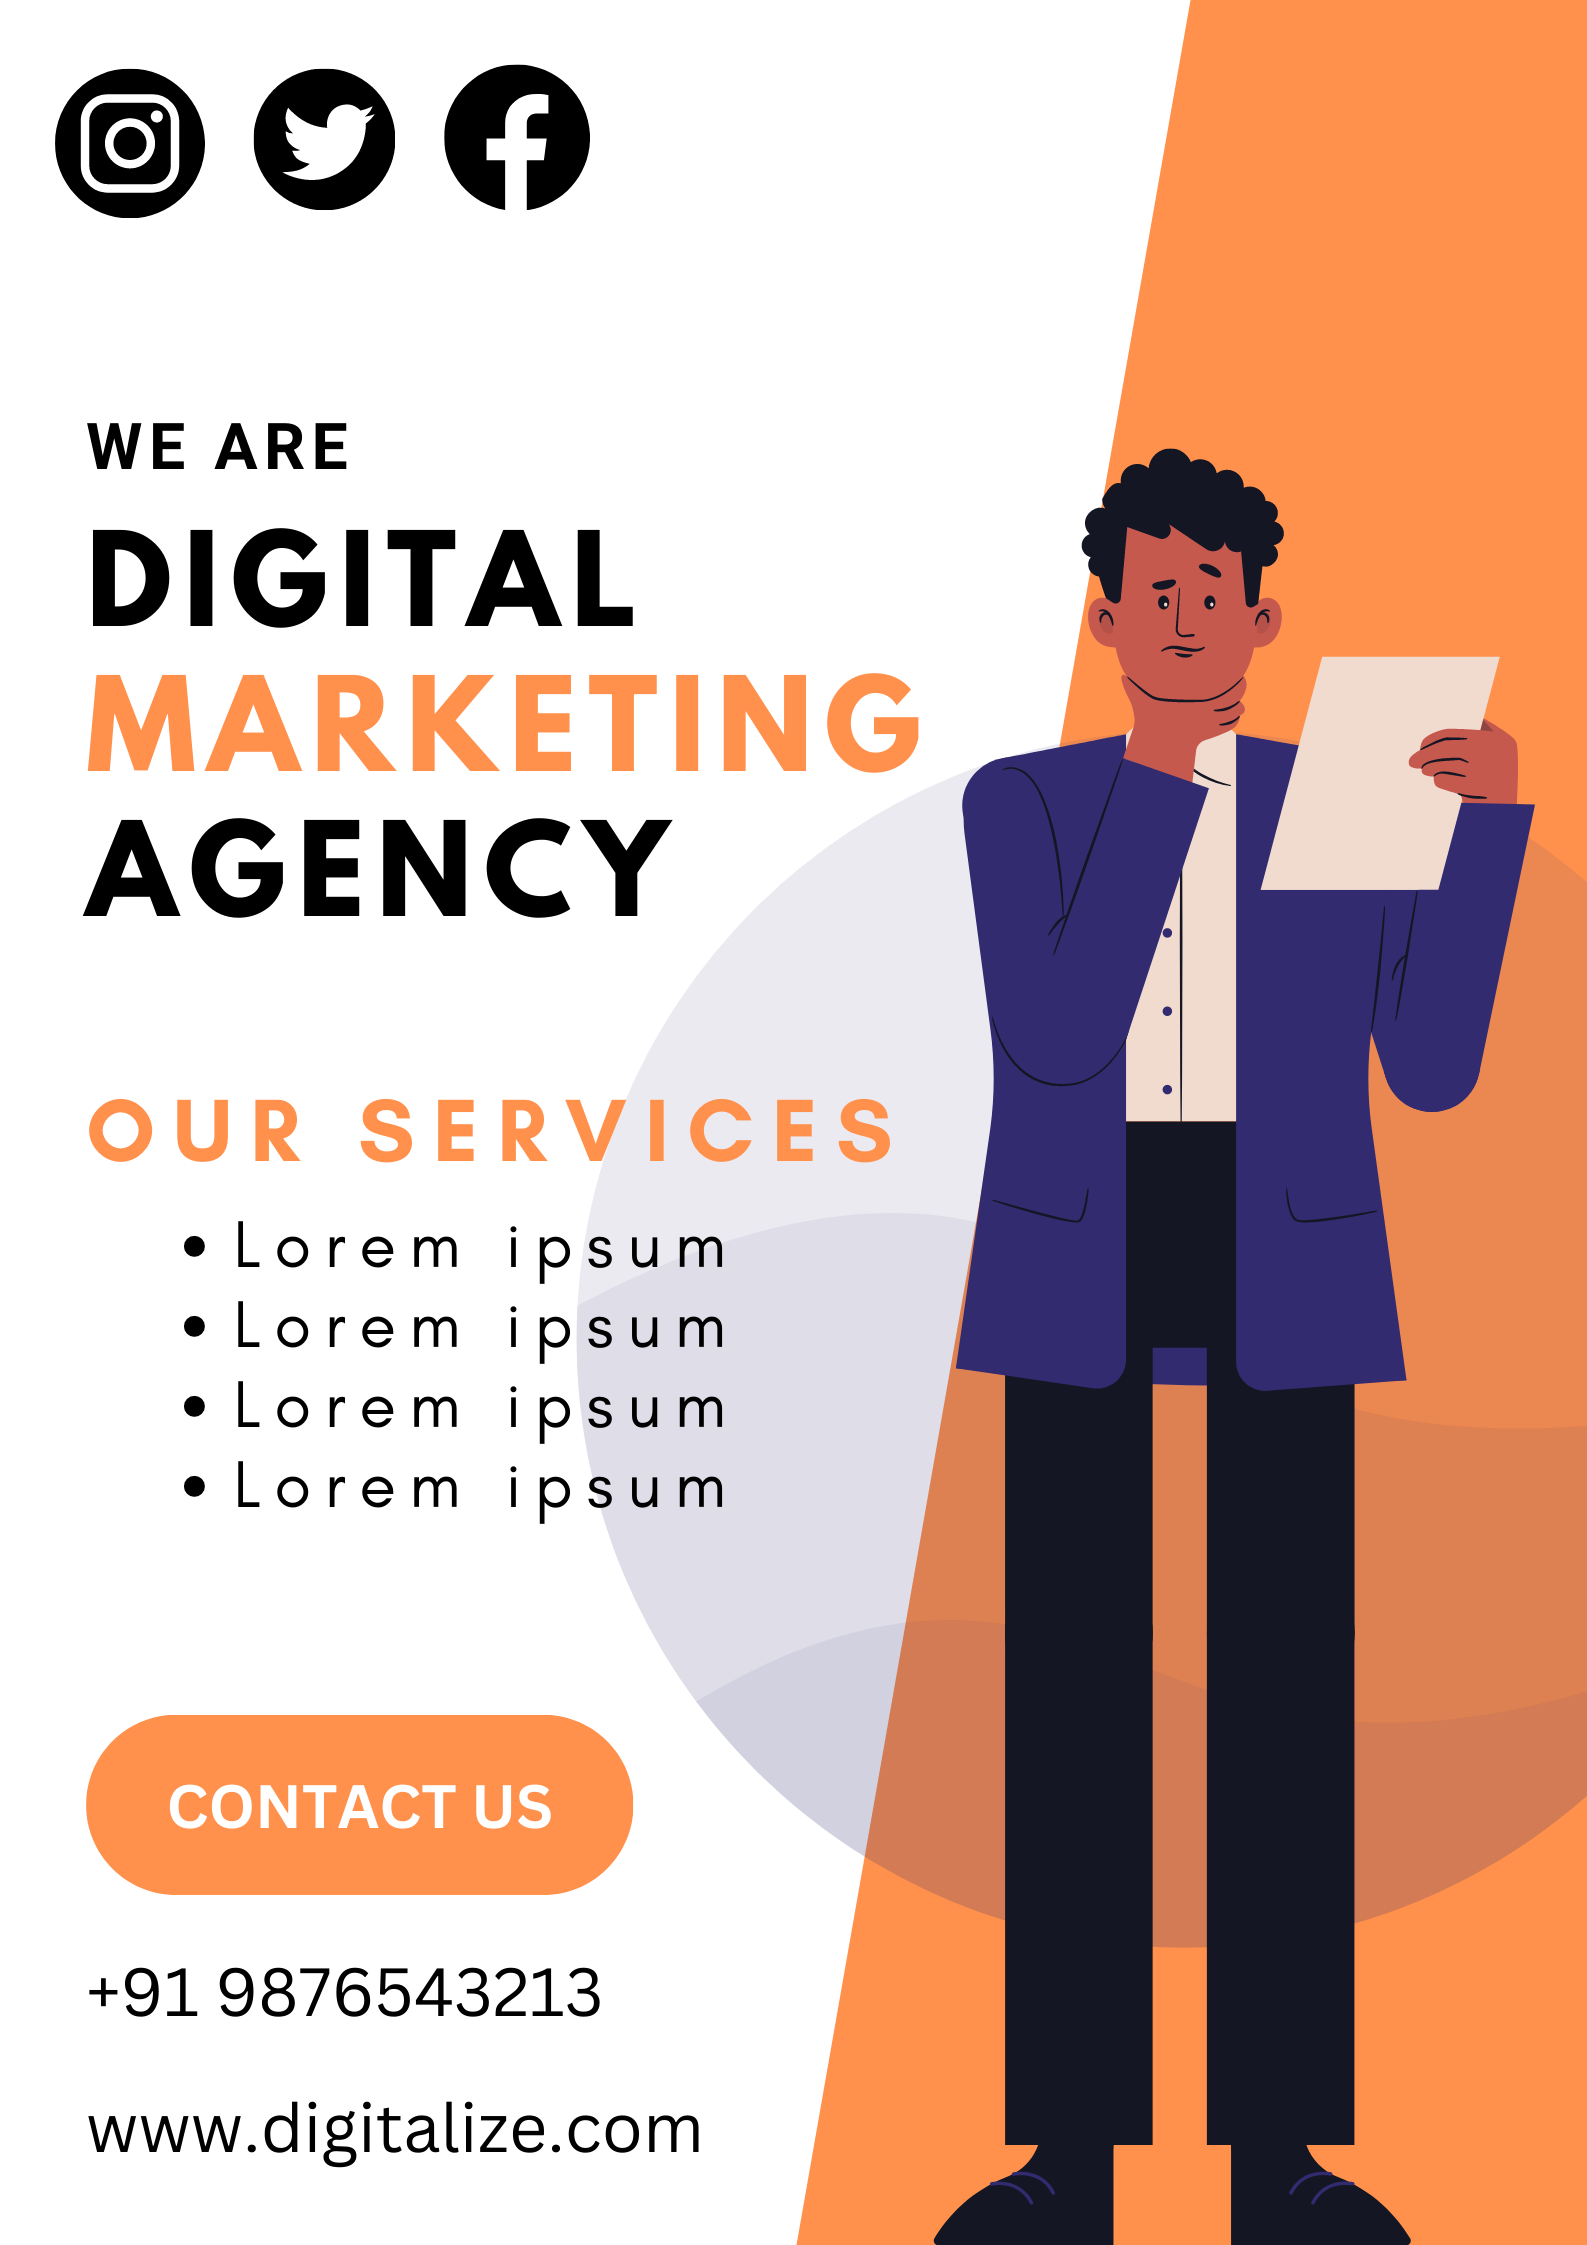 WE ARE
DIGITAL
MARKETING
AGENCY
OUR SERVICES
• Lorem ipsum
• Lorem ipsum
• Lorem ipsum
• Lorem ipsum
CONTACT US
+91 9876543213
www.digitalize.com